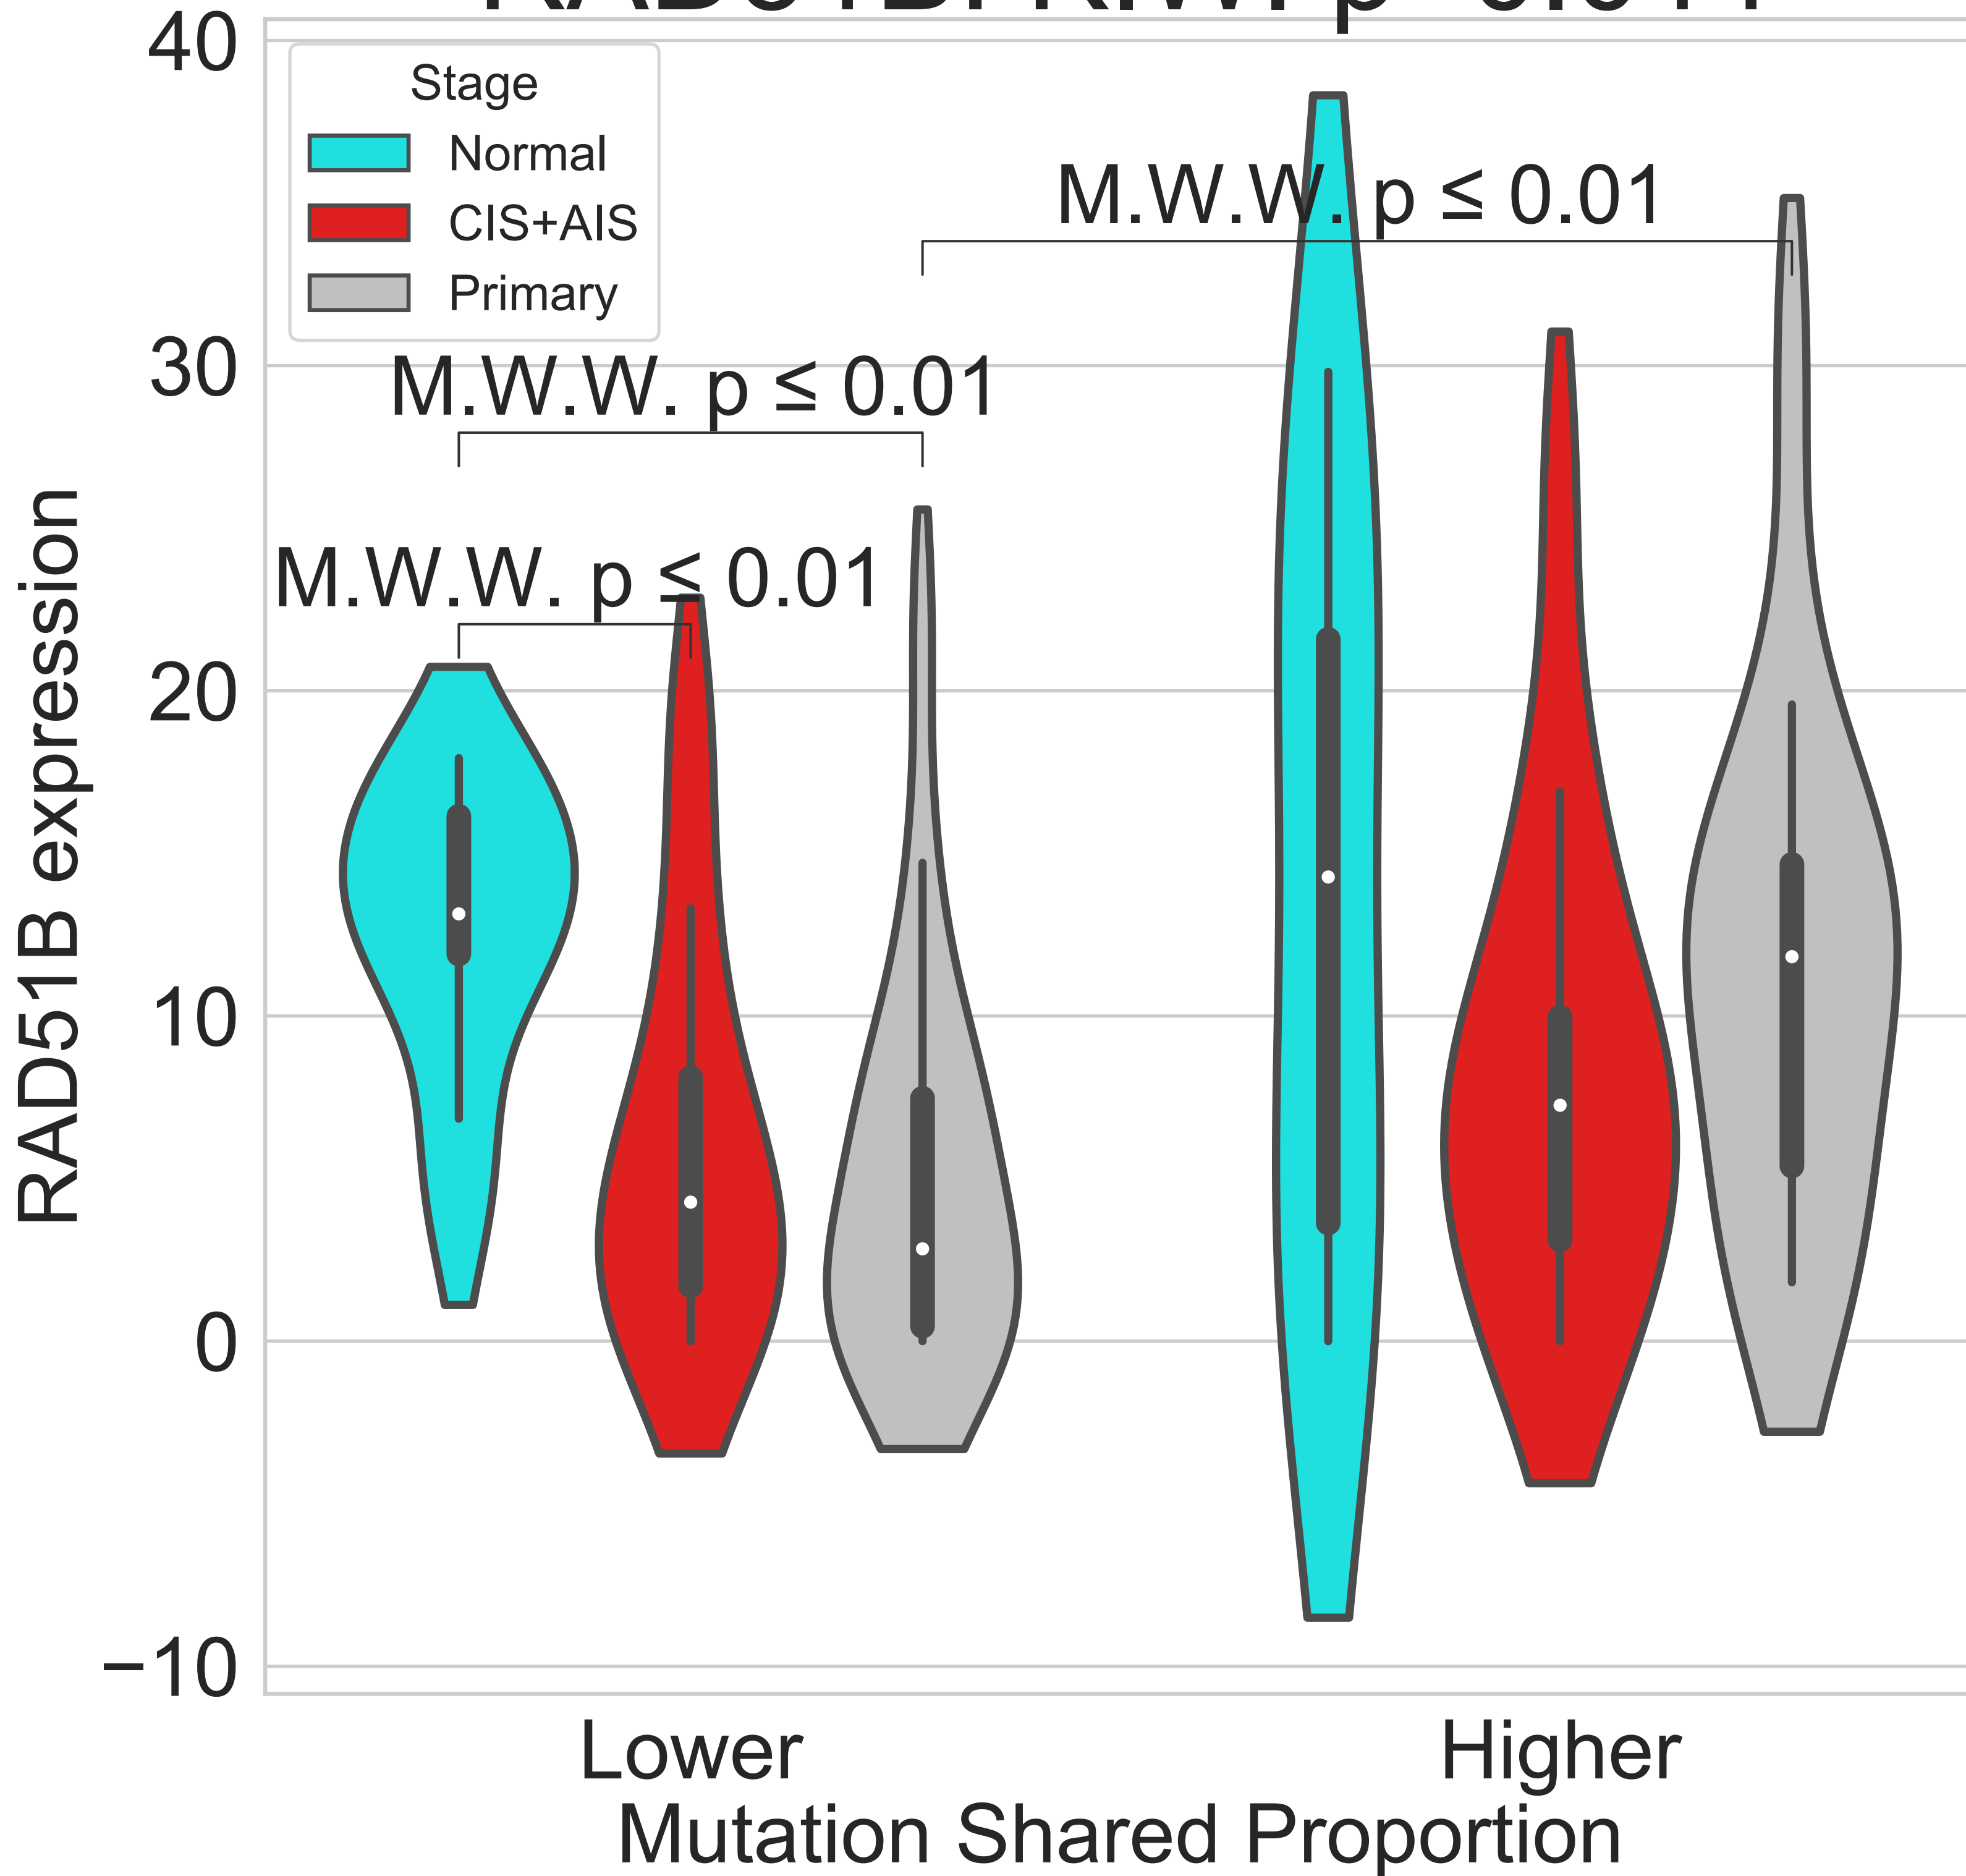 40
Stage
Normal
CIS+AIS
Primary
M.W.W. p ≤ 0.01
30
M.W.W. p ≤ 0.01
M.W.W. p ≤ 0.01
20
10
0
−10
RAD51B expression
Lower
Higher
Mutation Shared Proportion